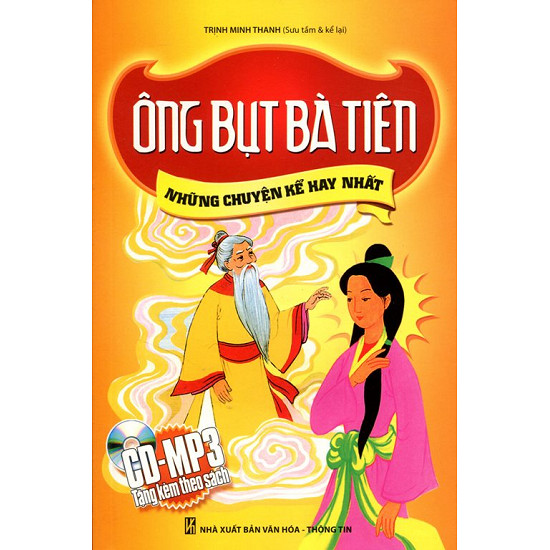 TRỊNH MINH THANH (Sưu tầm & kể lại)
ÔNG BỤT BÀ TIÊN
NHỮNG CHUYỆN KỂ HAY NHẤT
CD-MP3
Tặng kèm theo sách
NHÀ XUẤT BẢN VĂN HÓA - THÔNG TIN